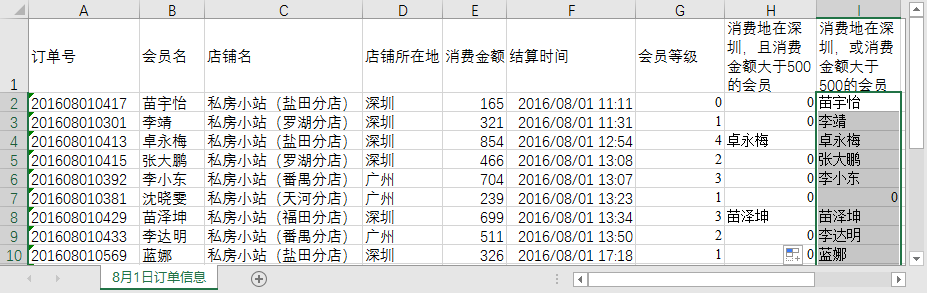 A B C D E F G H I
1 订单号 会员名 店铺名 店铺所在地 消费金额 结算时间 会员等级 消费地在深圳，且消费金额大于500的会员 消费地在深圳，或消费金额大于500的会员
2 201608010417 苗宇怡 私房小站（盐田分店） 深圳 165 2016/08/01 11:11 0 0 苗宇怡
3 201608010301 李靖 私房小站（罗湖分店） 深圳 321 2016/08/01 11:31 1 0 李靖
4 201608010413 卓永梅 私房小站（盐田分店） 深圳 854 2016/08/01 12:54 4 卓永梅 卓永梅
5 201608010415 张大鹏 私房小站（罗湖分店） 深圳 466 2016/08/01 13:08 2 0 张大鹏
6 201608010392 李小东 私房小站（番禺分店） 广州 704 2016/08/01 13:07 3 0 李小东
7 201608010381 沈晓雯 私房小站（天河分店） 广州 239 2016/08/01 13:23 1 0 0
8 201608010429 苗泽坤 私房小站（福田分店） 深圳 699 2016/08/01 13:34 3 苗泽坤 苗泽坤
9 201608010433 李达明 私房小站（番禺分店） 广州 511 2016/08/01 13:50 2 0 李达明
10 201608010569 蓝娜 私房小站（盐田分店） 深圳 326 2016/08/01 17:18 1 0 蓝娜
8月1日订单信息